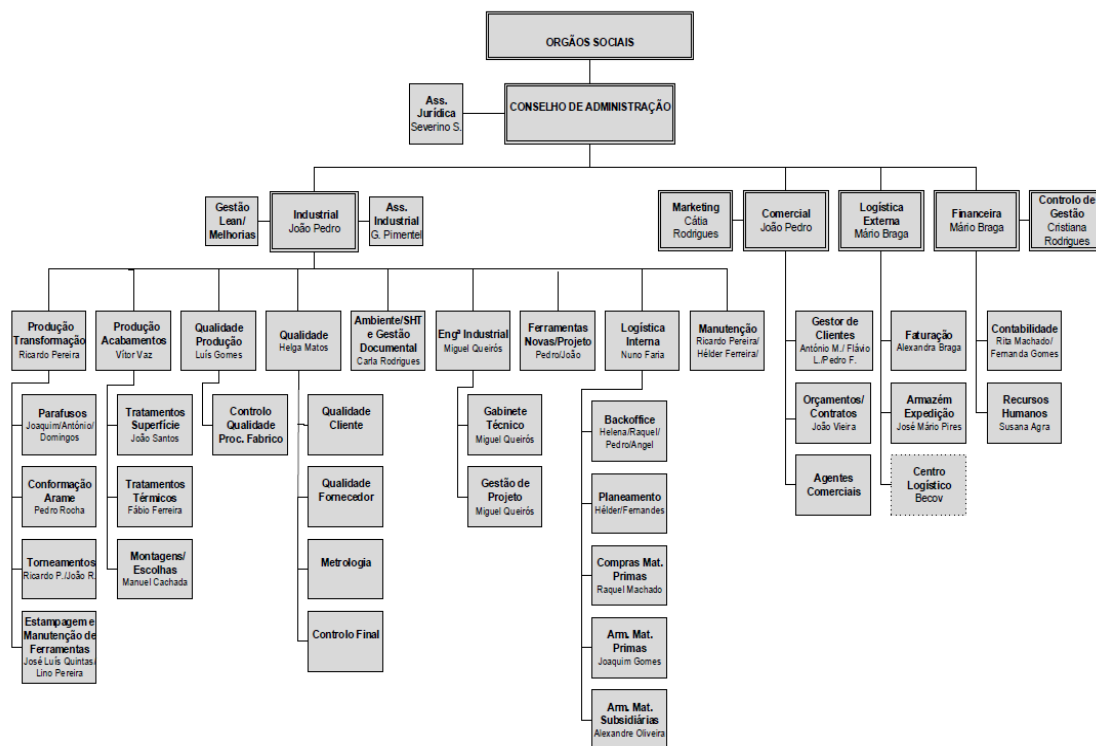 ORGÃOS SOCIAIS
Ass.
Jurídica
Severino S.
CONSELHO DE ADMINISTRAÇÃO
Gestão
Lean/
Melhorias
Industrial
João Pedro
Ass.
Industrial
G. Pimentel
Marketing
Cátia
Rodrigues
Comercial
João Pedro
Logística
Externa
Mário Braga
Financeira
Mário Braga
Controlo de
Gestão
Cristiana
Rodrigues
Produção
Transformação
Ricardo Pereira
Produção
Acabamentos
Vítor Vaz
Qualidade
Produção
Luís Gomes
Qualidade
Helga Matos
Ambiente/SHT
e Gestão
Documental
Carla Rodrigues
Engª Industrial
Miguel Queirós
Ferramentas
Novas/Projeto
Pedro/João
Logística
Interna
Nuno Faria
Manutenção
Ricardo Pereira/
Hélder Ferreira/
Gestor de
Clientes
António M./ Flávio
L./Pedro F.
Faturação
Alexandra Braga
Contabilidade
Rita Machado/
Fernanda Gomes
Parafusos
Joaquim/António/
Domingos
Tratamentos
Superfície
João Santos
Controlo
Qualidade
Proc. Fabrico
Qualidade
Cliente
Gabinete
Técnico
Miguel Queirós
Backoffice
Helena/Raquel/
Pedro/Angel
Orçamentos/
Contratos
João Vieira
Armazém
Expedição
José Mário Pires
Recursos
Humanos
Susana Agra
Conformação
Arame
Pedro Rocha
Tratamentos
Térmicos
Fábio Ferreira
Qualidade
Fornecedor
Gestão de
Projeto
Miguel Queirós
Planeamento
Hélder/Fernandes
Agentes
Comerciais
Centro
Logístico
Becov
Torneamentos
Ricardo P./João R.
Montagens/
Escolhas
Manuel Cachada
Metrologia
Compras Mat.
Primas
Raquel Machado
Estampagem e
Manutenção de
Ferramentas
José Luís Quintas/
Lino Pereira
Controlo Final
Arm. Mat.
Primas
Joaquim Gomes
Arm. Mat.
Subsidiárias
Alexandre Oliveira